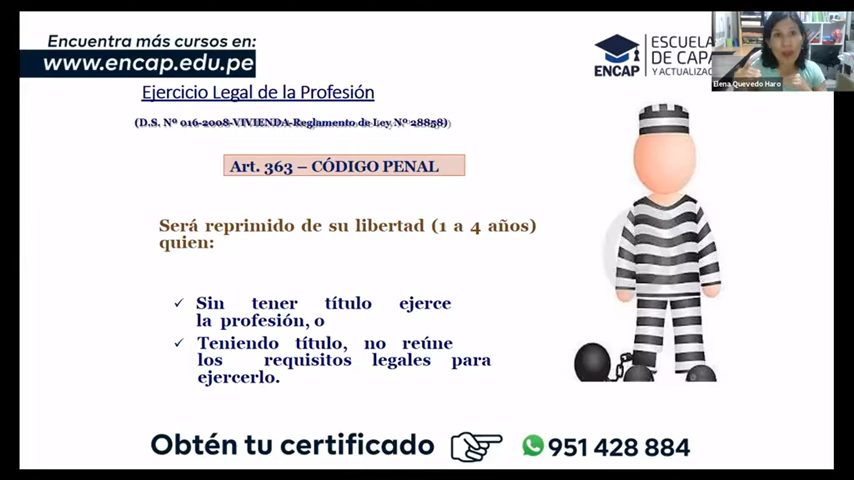 Encuentra más cursos en:
www.encap.edu.pe
ENCAP
ESCUELA
DE CAPA
Y ACTUALIZAC
Elena Quevedo Haro
Ejercicio Legal de la Profesión
(D.S. Nº 016-2008-VIVIENDA-Reglamento de Ley Nº 28858)
Art. 363 – CÓDIGO PENAL
Será reprimido de su libertad (1 a 4 años)
quien:
✓ Sin tener título ejerce
la profesión, o
✓ Teniendo título, no reúne
los requisitos legales para
ejercerlo.
Obtén tu certificado 951 428 884